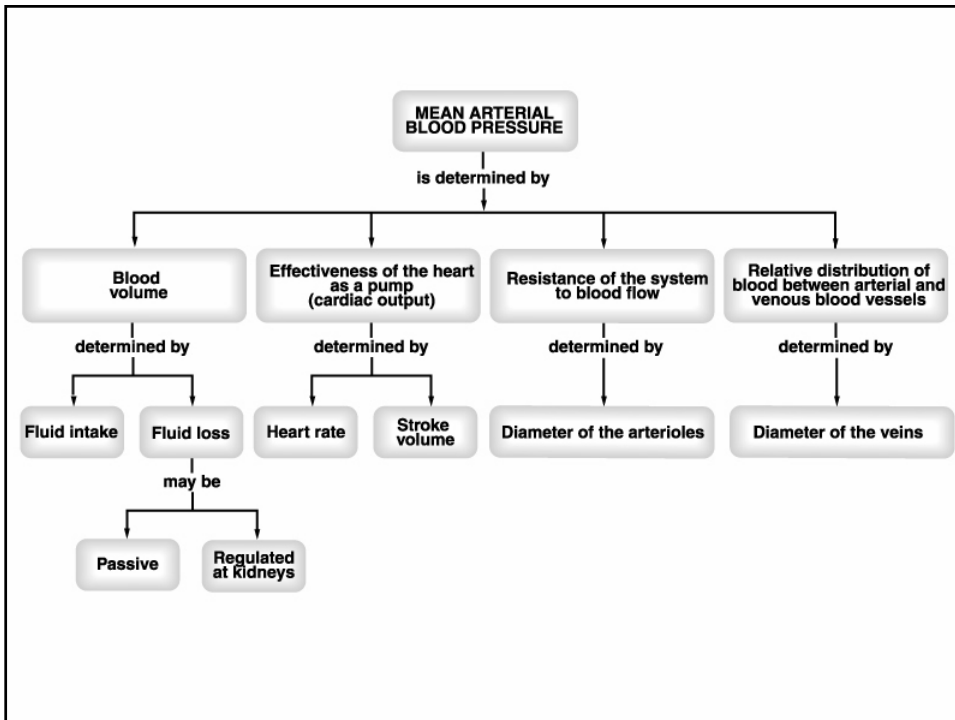 MEAN ARTERIAL
BLOOD PRESSURE
is determined by
Blood
volume
Effectiveness of the heart
as a pump
(cardiac output)
Resistance of the system
to blood flow
Relative distribution of
blood between arterial and
venous blood vessels
determined by
determined by
determined by
determined by
Fluid intake
Fluid loss
Heart rate
Stroke
volume
Diameter of the arterioles
Diameter of the veins
may be
Passive
Regulated
at kidneys